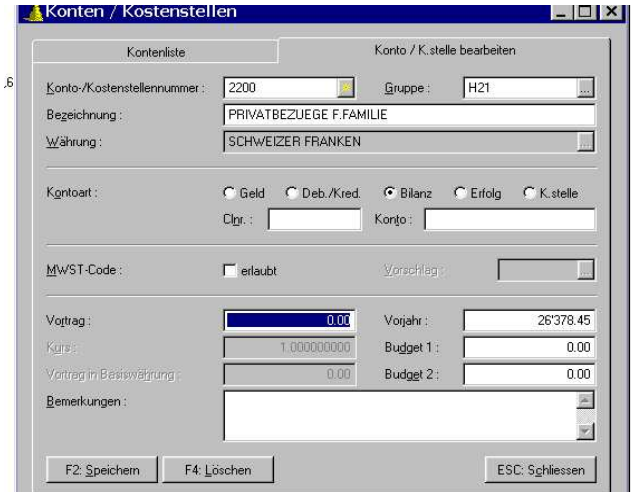 Konten / Kostenstellen
Kontenliste Konto / K.stelle bearbeiten
,6
Konto-/Kostenstellennummer : 2200 Gruppe : H21 ...
Bezeichnung : PRIVATBEZUEGE F.FAMILIE
Währung : SCHWEIZER FRANKEN ...
Kontoart : Geld Deb./Kred. Bilanz Erfolg K.stelle
Clnr. : Konto :
MWST-Code : erlaubt Vorschlag : ...
Vortrag : 0.00 Vorjahr : 26'378.45
Kurs : 1.000000000 Budget 1 : 0.00
Vortrag in Basiswährung : 0.00 Budget 2 : 0.00
Bemerkungen :
F2: Speichern F4: Löschen ESC: Schliessen